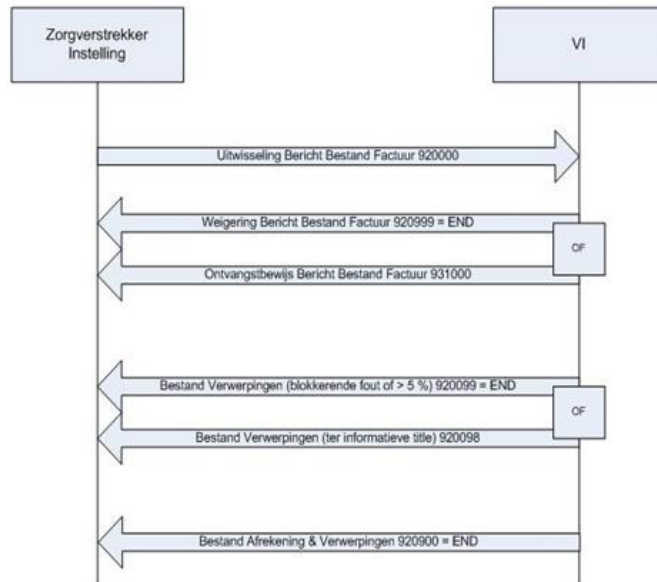 Zorgverstrekker
Instelling
VI
Uitwisseling Bericht Bestand Factuur 920000
Weigering Bericht Bestand Factuur 920999 = END
OF
Ontvangstbewijs Bericht Bestand Factuur 931000
Bestand Verwerpingen (blokkerende fout of > 5 %) 920099 = END
OF
Bestand Verwerpingen (ter informatieve title) 920098
Bestand Afrekening & Verwerpingen 920900 = END